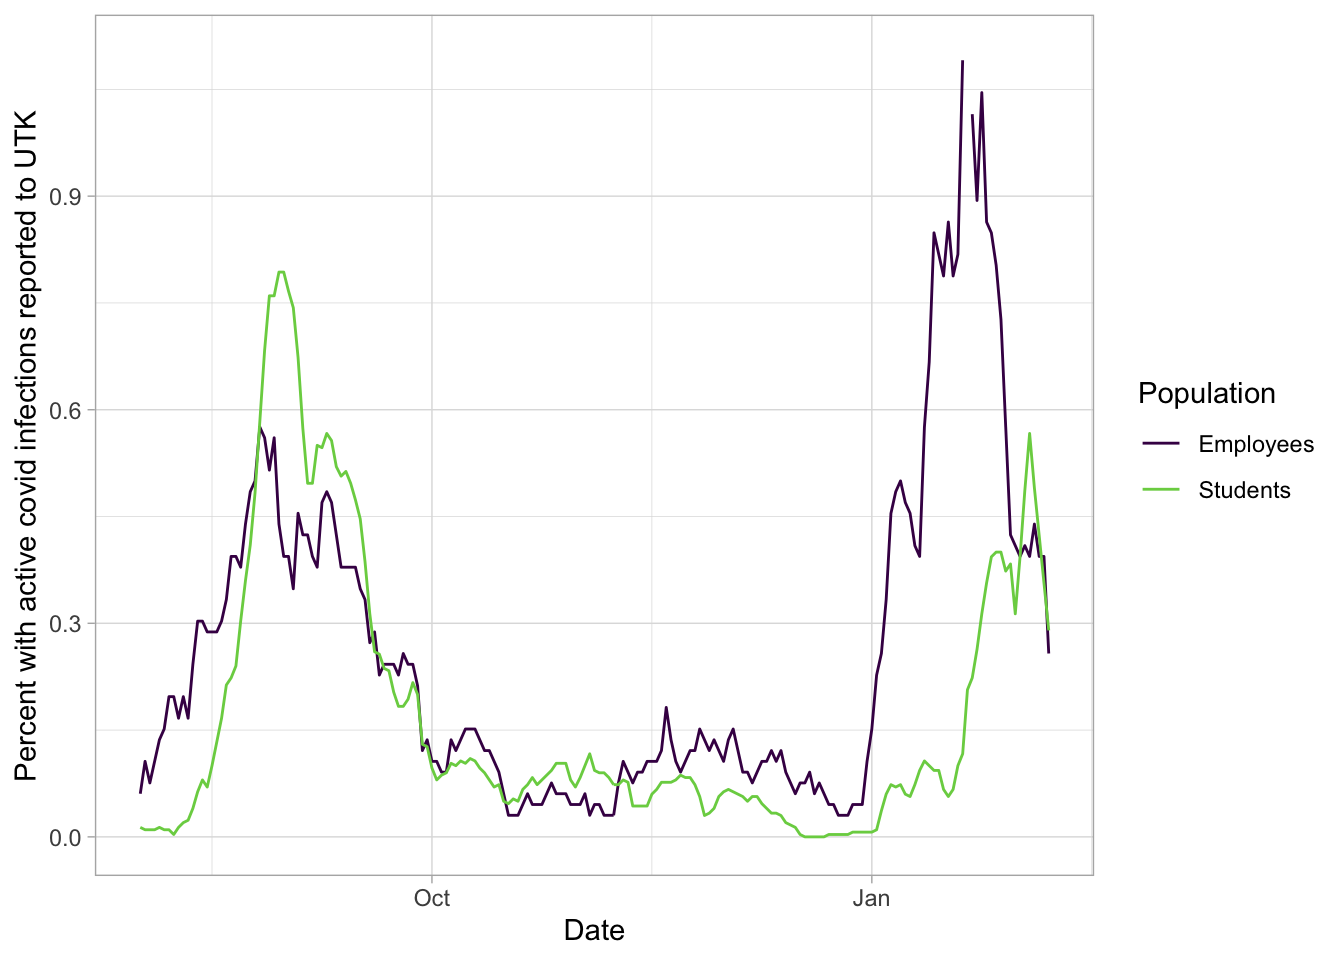 Percent with active covid infections reported to UTK
0.9
0.6
0.3
0.0
Oct
Jan
Date
Population
Employees
Students